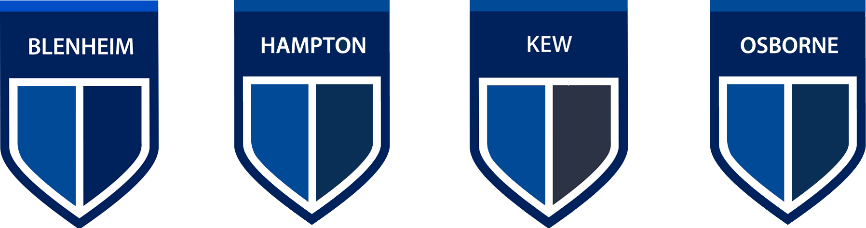 BLENHEIM
HAMPTON
KEW
OSBORNE